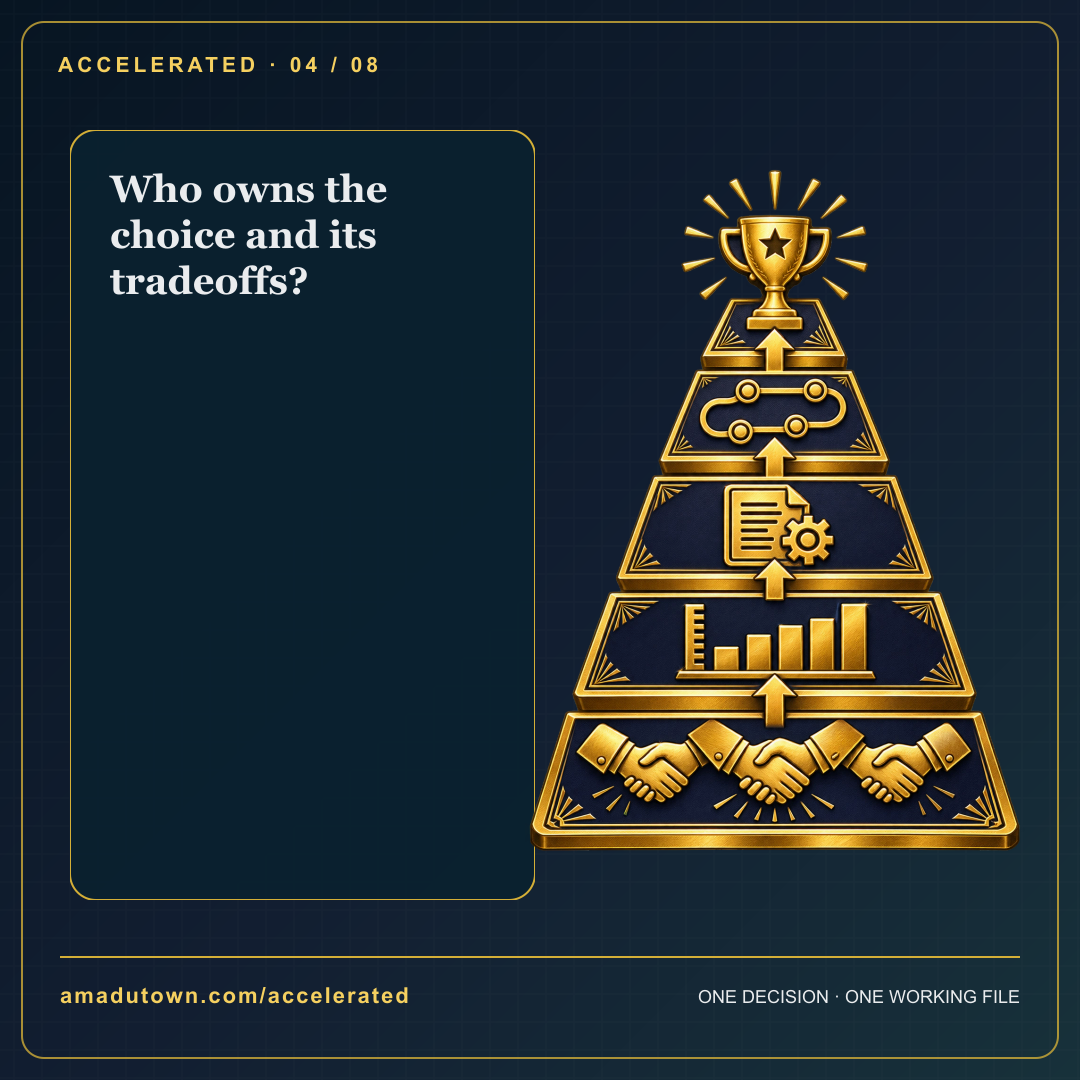 ACCELERATED · 04 / 08
Who owns the
choice and its
tradeoffs?
amadutown.com/accelerated
ONE DECISION · ONE WORKING FILE